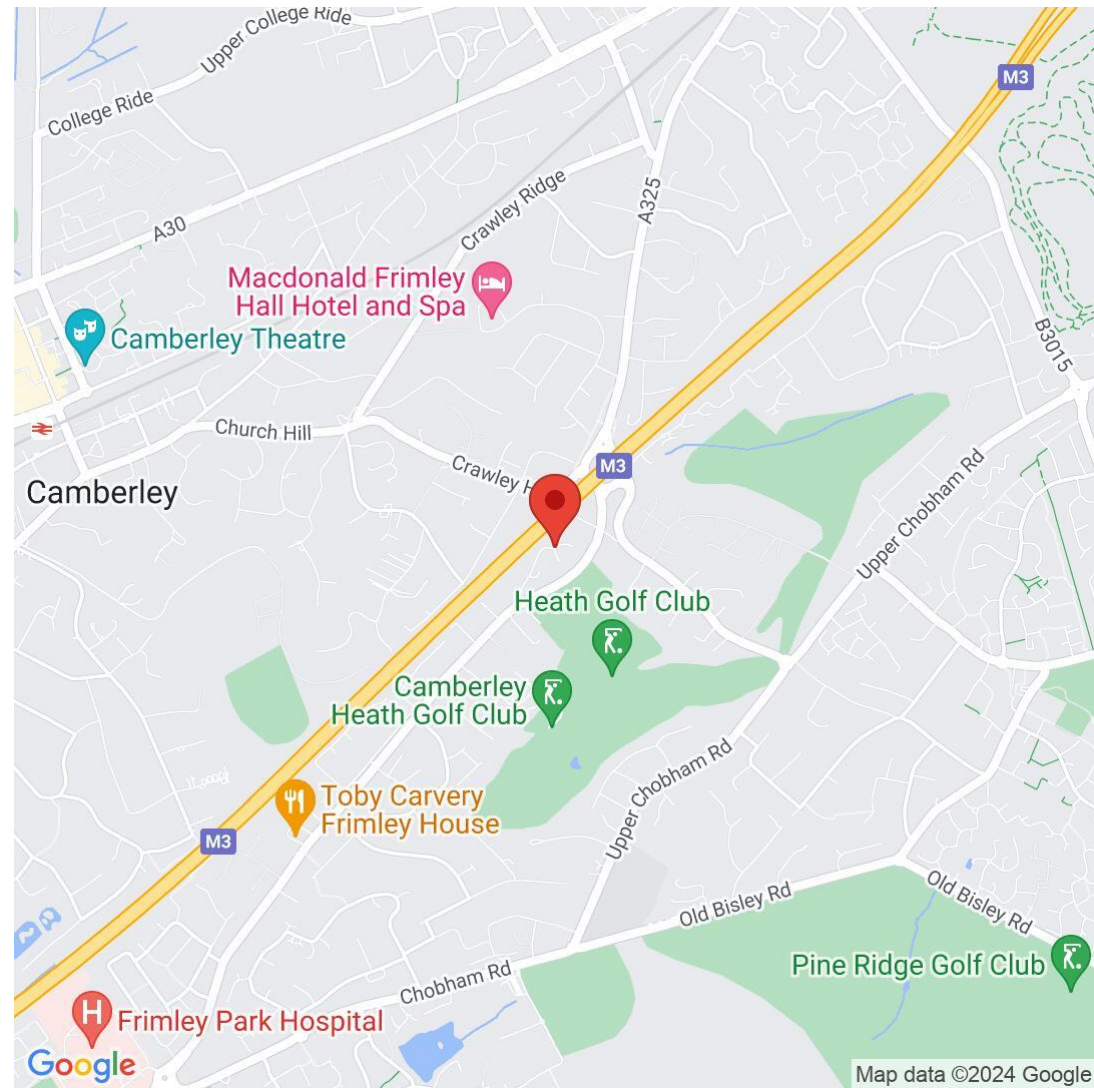 Upper College Ride
M3
College Ride
Crawley Ridge
A325
A30
Macdonald Frimley
Hall Hotel and Spa
Camberley Theatre
B3015
Church Hill
Crawley H
M3
Camberley
Upper Chobham Rd
Heath Golf Club
Camberley
Heath Golf Club
Toby Carvery
Frimley House
M3
Upper Chobham Rd
Old Bisley Rd
Old Bisley Rd
Pine Ridge Golf Club
Chobham Rd
H
Frimley Park Hospital
Google
Map data ©2024 Google